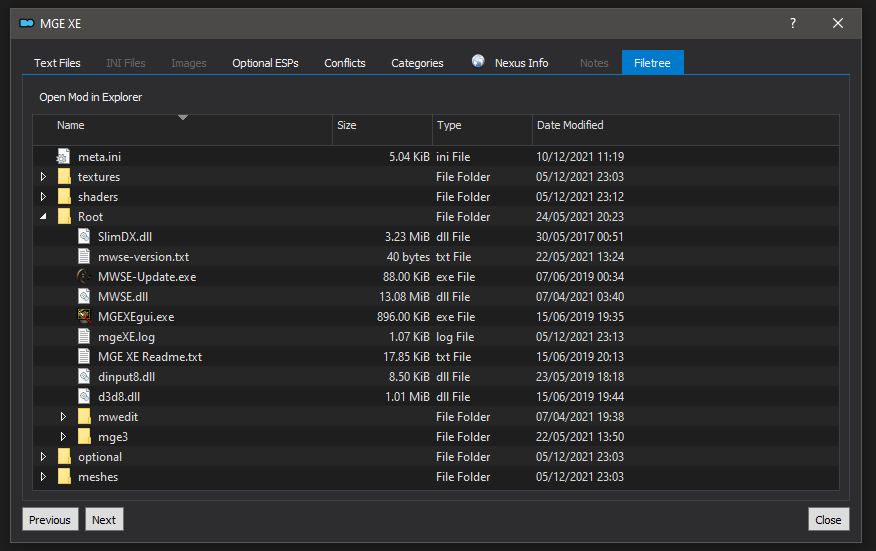 MGE XE
?
Text Files INI Files Images Optional ESPs Conflicts Categories Nexus Info Notes Filetree
Open Mod in Explorer
Name Size Type Date Modified
meta.ini 5.04 KiB ini File 10/12/2021 11:19
textures File Folder 05/12/2021 23:03
shaders File Folder 05/12/2021 23:12
Root File Folder 24/05/2021 20:23
SlimDX.dll 3.23 MiB dll File 30/05/2017 00:51
mwse-version.txt 40 bytes txt File 22/05/2021 13:24
MWSE-Update.exe 88.00 KiB exe File 07/06/2019 00:34
MWSE.dll 13.08 MiB dll File 07/04/2021 03:40
MGEXEgui.exe 896.00 KiB exe File 15/06/2019 19:35
mgeXE.log 1.07 KiB log File 05/12/2021 23:13
MGE XE Readme.txt 17.85 KiB txt File 15/06/2019 20:13
dinput8.dll 8.50 KiB dll File 23/05/2019 18:18
d3d8.dll 1.01 MiB dll File 15/06/2019 19:44
mwedit File Folder 07/04/2021 19:38
mge3 File Folder 22/05/2021 13:50
optional File Folder 05/12/2021 23:03
meshes File Folder 05/12/2021 23:03
Previous Next Close